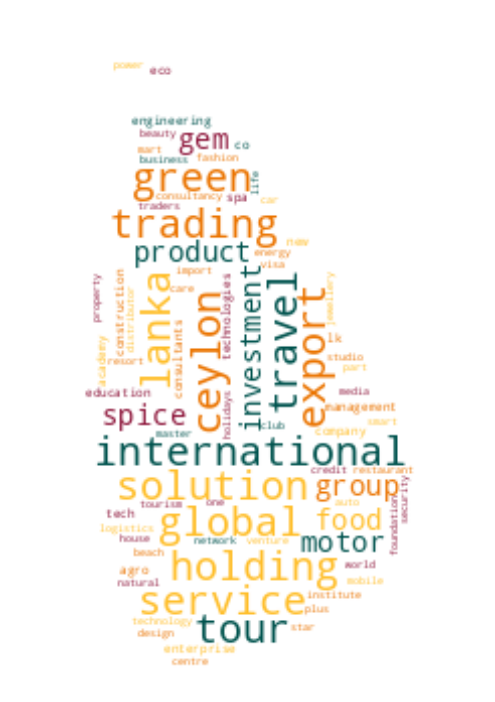 power
eco
engineering
beauty
gem
co
mart
business
fashion
green
life
consultancy
spa
car
traders
trading
new
product
energy
visa
import
property
construction
distributor
lanka
care
consultants
ceylon
technologies
investment
travel
export
jewellery
lk
studio
part
academy
resort
education
holidays
media
spice
management
smart
master
club
company
international
credit
restaurant
solution
group
security
tourism
one
auto
tech
global
food
logistics
foundation
house
network
venture
motor
beach
holding
world
agro
natural
mobile
service
institute
plus
technology
tour
star
design
enterprise
centre